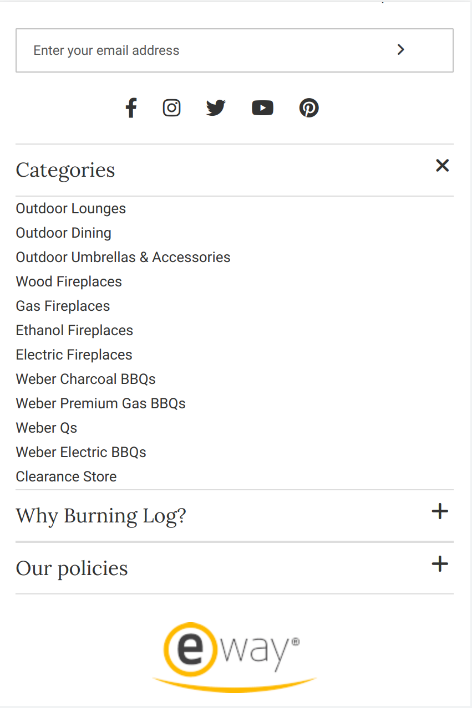 Enter your email address
Categories
Outdoor Lounges
Outdoor Dining
Outdoor Umbrellas & Accessories
Wood Fireplaces
Gas Fireplaces
Ethanol Fireplaces
Electric Fireplaces
Weber Charcoal BBQs
Weber Premium Gas BBQs
Weber Qs
Weber Electric BBQs
Clearance Store
Why Burning Log?
Our policies
eway®